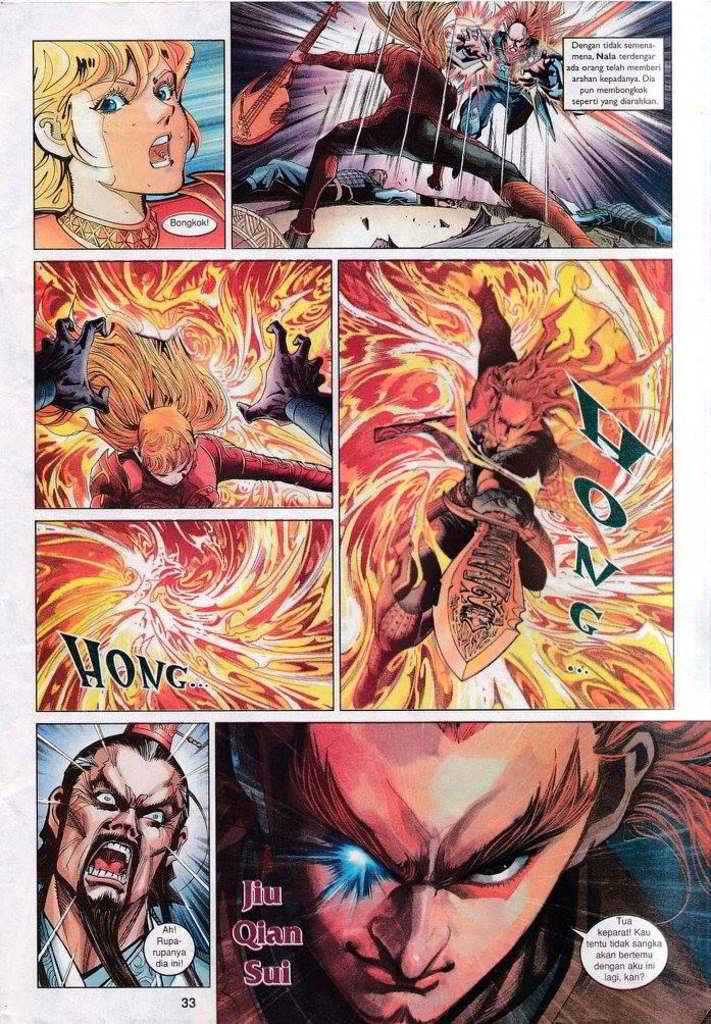 Bongkok!
Dengan tidak semena-
mena, Nala terdengar
ada orang telah memberi
arahan kepadanya. Dia
pun membongkok
seperti yang diarahkan.
HONG...
HONG...
Ah!
Rupa-
rupanya
dia ini!
Jiu
Qian
Sui
Tua
keparat! Kau
tentu tidak sangka
akan bertemu
dengan aku ini
lagi, kan?
33